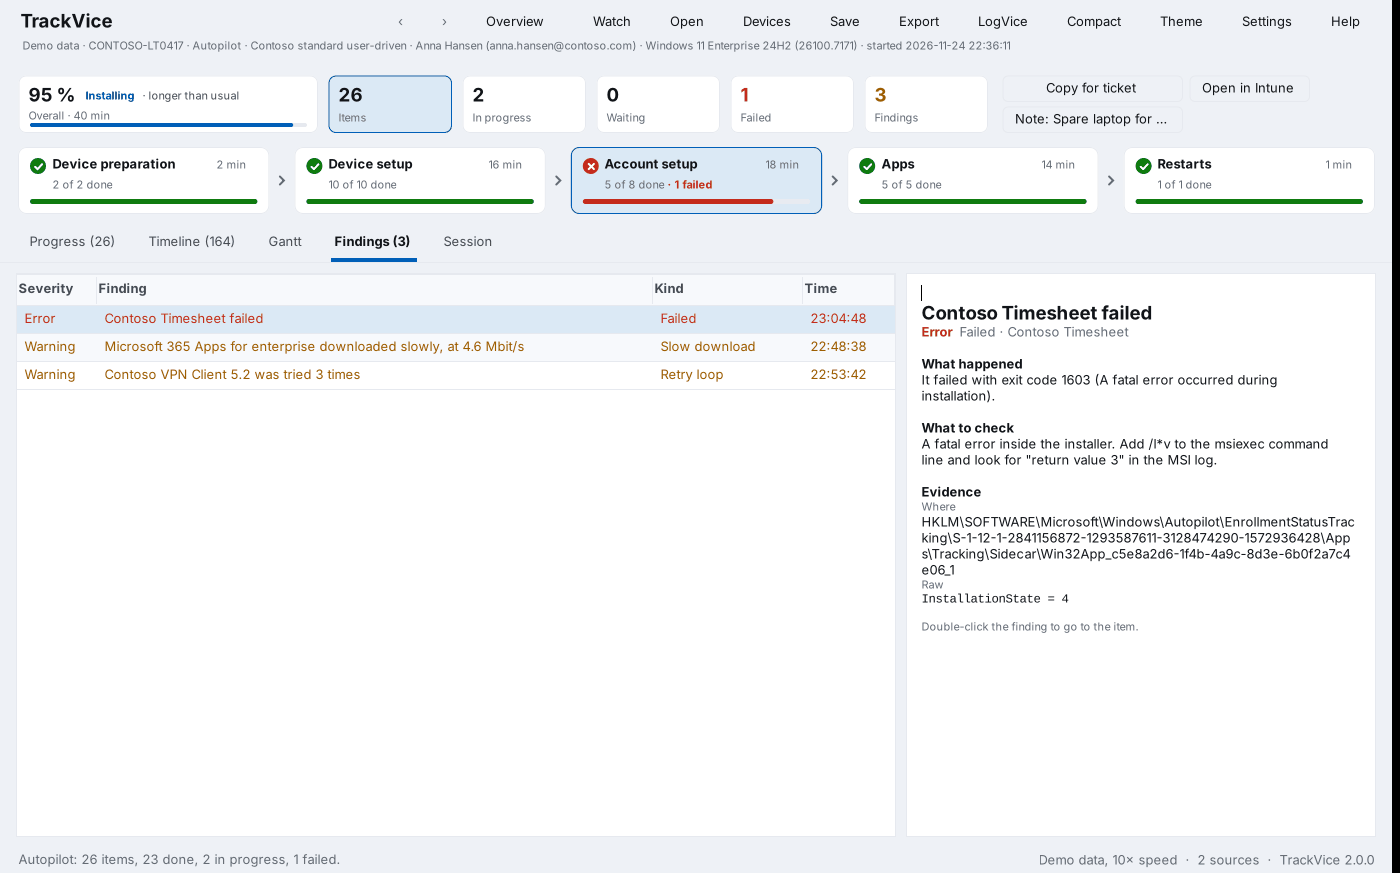 TrackVice
‹ › Overview Watch Open Devices Save Export LogVice Compact Theme Settings Help
Demo data · CONTOSO-LT0417 · Autopilot · Contoso standard user-driven · Anna Hansen (anna.hansen@contoso.com) · Windows 11 Enterprise 24H2 (26100.7171) · started 2026-11-24 22:36:11
95 % Installing · longer than usual
Overall · 40 min
26
Items
2
In progress
0
Waiting
1
Failed
3
Findings
Copy for ticket
Open in Intune
Note: Spare laptop for ...
Device preparation 2 min
2 of 2 done
Device setup 16 min
10 of 10 done
Account setup 18 min
5 of 8 done · 1 failed
Apps 14 min
5 of 5 done
Restarts 1 min
1 of 1 done
Progress (26) Timeline (164) Gantt Findings (3) Session
Severity Finding Kind Time
Error Contoso Timesheet failed Failed 23:04:48
Warning Microsoft 365 Apps for enterprise downloaded slowly, at 4.6 Mbit/s Slow download 22:48:38
Warning Contoso VPN Client 5.2 was tried 3 times Retry loop 22:53:42
Contoso Timesheet failed
Error Failed · Contoso Timesheet
What happened
It failed with exit code 1603 (A fatal error occurred during
installation).
What to check
A fatal error inside the installer. Add /l*v to the msiexec command
line and look for "return value 3" in the MSI log.
Evidence
Where
HKLM\SOFTWARE\Microsoft\Windows\Autopilot\EnrollmentStatusTrac
king\S-1-12-1-2841156872-1293587611-3128474290-1572936428\App
s\Tracking\Sidecar\Win32App_c5e8a2d6-1f4b-4a9c-8d3e-6b0f2a7c4
e06_1
Raw
InstallationState = 4
Double-click the finding to go to the item.
Autopilot: 26 items, 23 done, 2 in progress, 1 failed.
Demo data, 10× speed · 2 sources · TrackVice 2.0.0